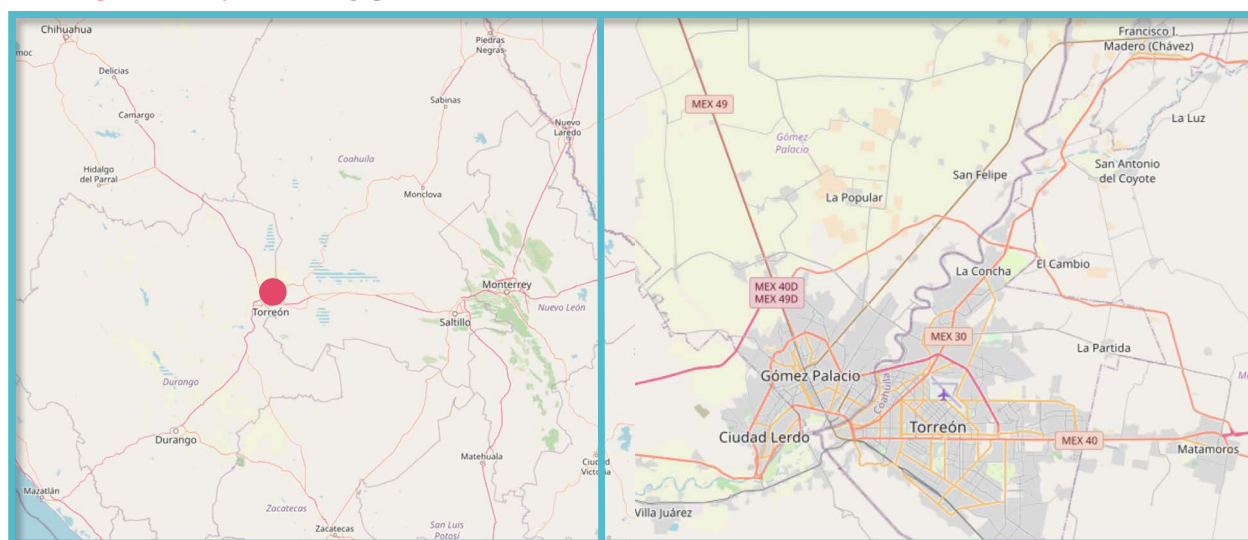 Chihuahua
Piedras
Negras
moc
Delicias
Camargo
Sabinas
Nuevo
Laredo
Coahuila
Hidalgo
del Parral
Monclova
Monterrey
Torreón
Nuevo León
Saltillo
Durango
Durango
Matehuala
Ciud
Victo
Mazatlán
Zacatecas
Zacatecas
San Luis
Potosí
Francisco I.
Madero (Chávez)
MEX 49
La Luz
Gómez
Palacio
San Antonio
del Coyote
San Felipe
La Popular
El Cambio
La Concha
MEX 40D
MEX 49D
MEX 30
La Partida
Gómez Palacio
Coahuila
Torreón
Ciudad Lerdo
MEX 40
Matamoros
Villa Juárez